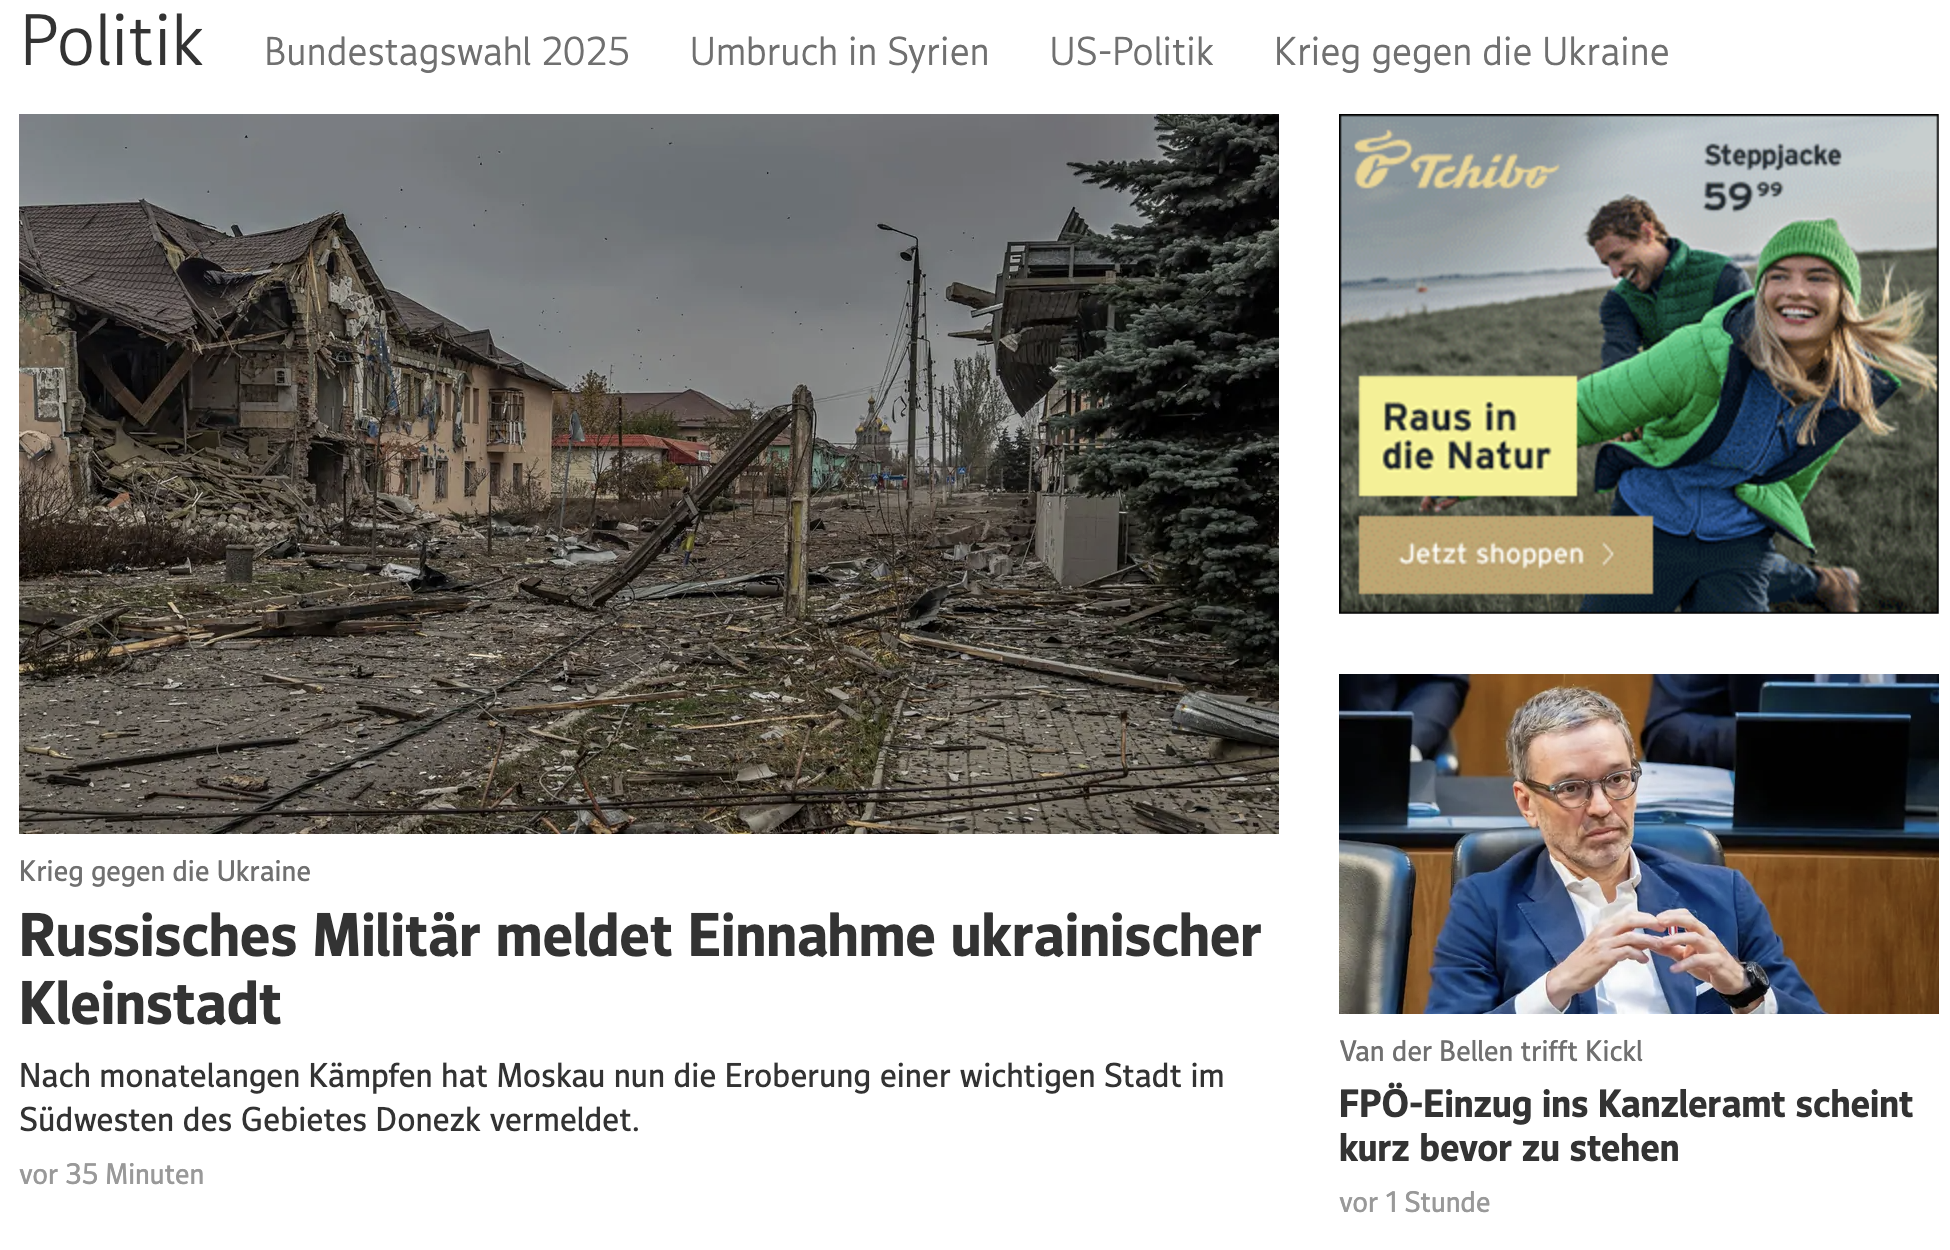 Politik
Bundestagswahl 2025
Umbruch in Syrien
US-Politik
Krieg gegen die Ukraine
Krieg gegen die Ukraine
Russisches Militär meldet Einnahme ukrainischer
Kleinstadt
Nach monatelangen Kämpfen hat Moskau nun die Eroberung einer wichtigen Stadt im
Südwesten des Gebietes Donezk vermeldet.
vor 35 Minuten
Tchibo
Steppjacke
59 99
Raus in
die Natur
Jetzt shoppen >
Van der Bellen trifft Kickl
FPÖ-Einzug ins Kanzleramt scheint
kurz bevor zu stehen
vor 1 Stunde